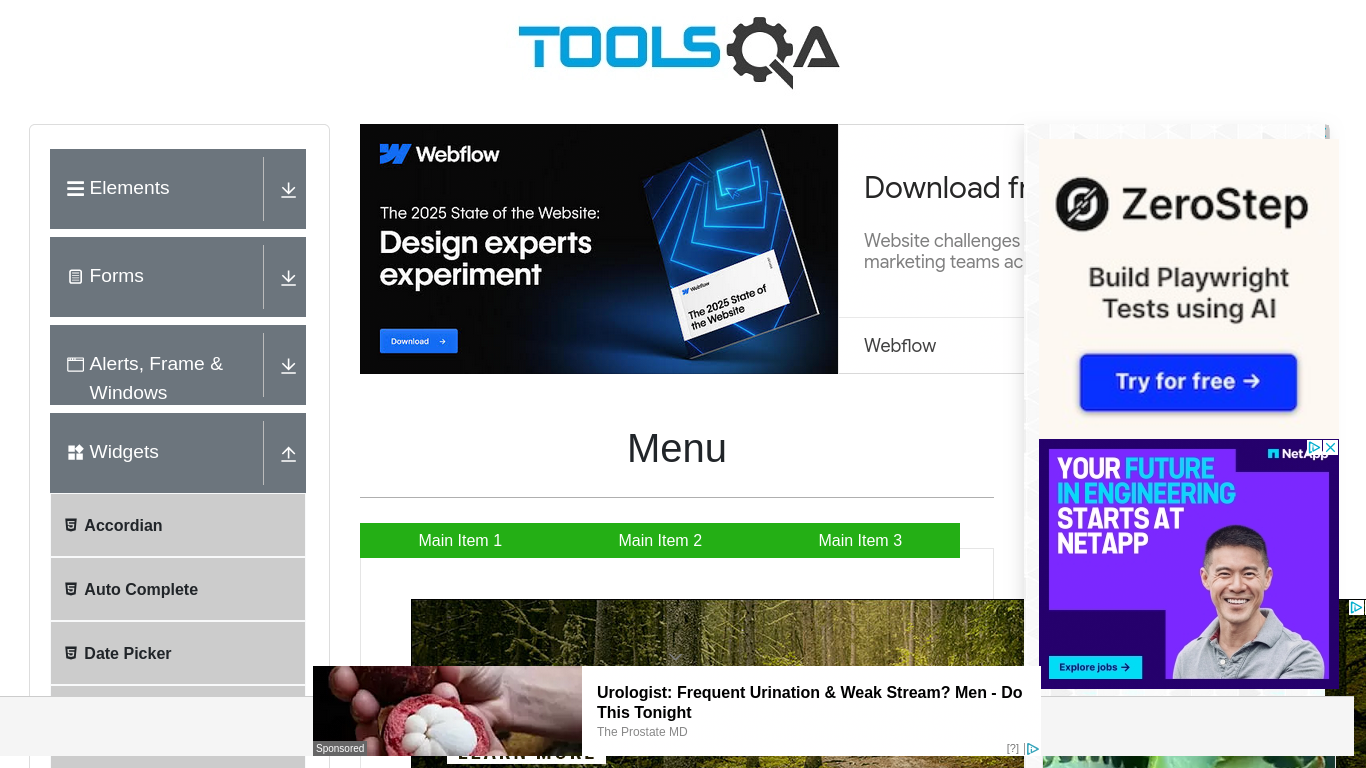 TOOLSQA
Elements
Forms
Alerts, Frame &
Windows
Widgets
Accordian
Auto Complete
Date Picker
Webflow
The 2025 State of the Website:
Design experts
experiment
Download →
Webflow
The 2025 State of
the Website
Download fr
Website challenges
marketing teams ac
Webflow
ZeroStep
Build Playwright
Tests using AI
Try for free →
Menu
Main Item 1
Main Item 2
Main Item 3
NetApp
YOUR FUTURE
IN ENGINEERING
STARTS AT
NETAPP
Explore jobs →
Urologist: Frequent Urination & Weak Stream? Men - Do
This Tonight
The Prostate MD
Sponsored
[?]
LEARN MORE